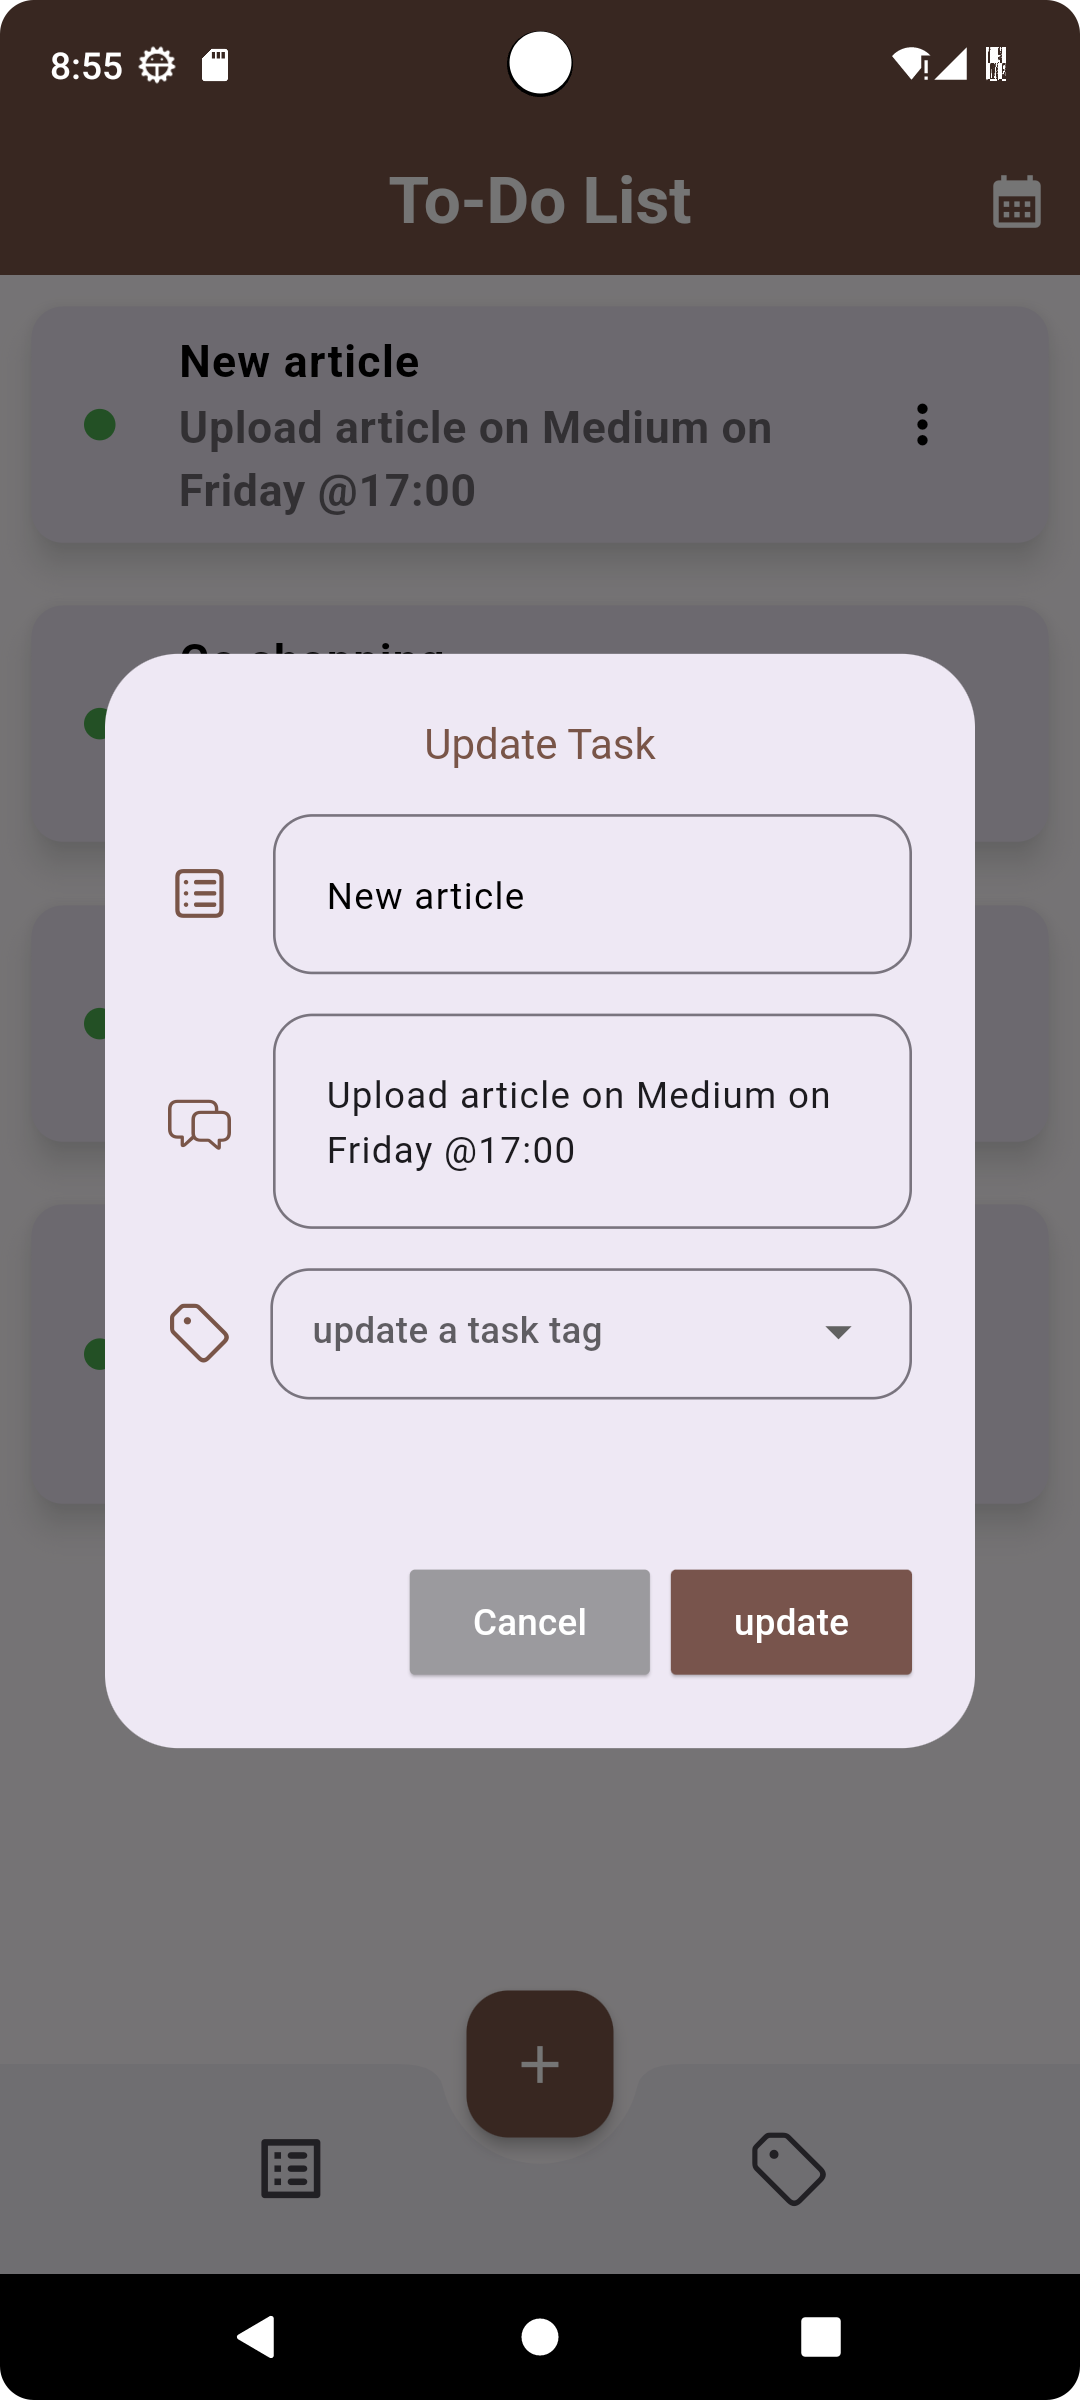 8:55
To-Do List
New article
Upload article on Medium on
Friday @17:00
Update Task
New article
Upload article on Medium on
Friday @17:00
update a task tag
Cancel
update